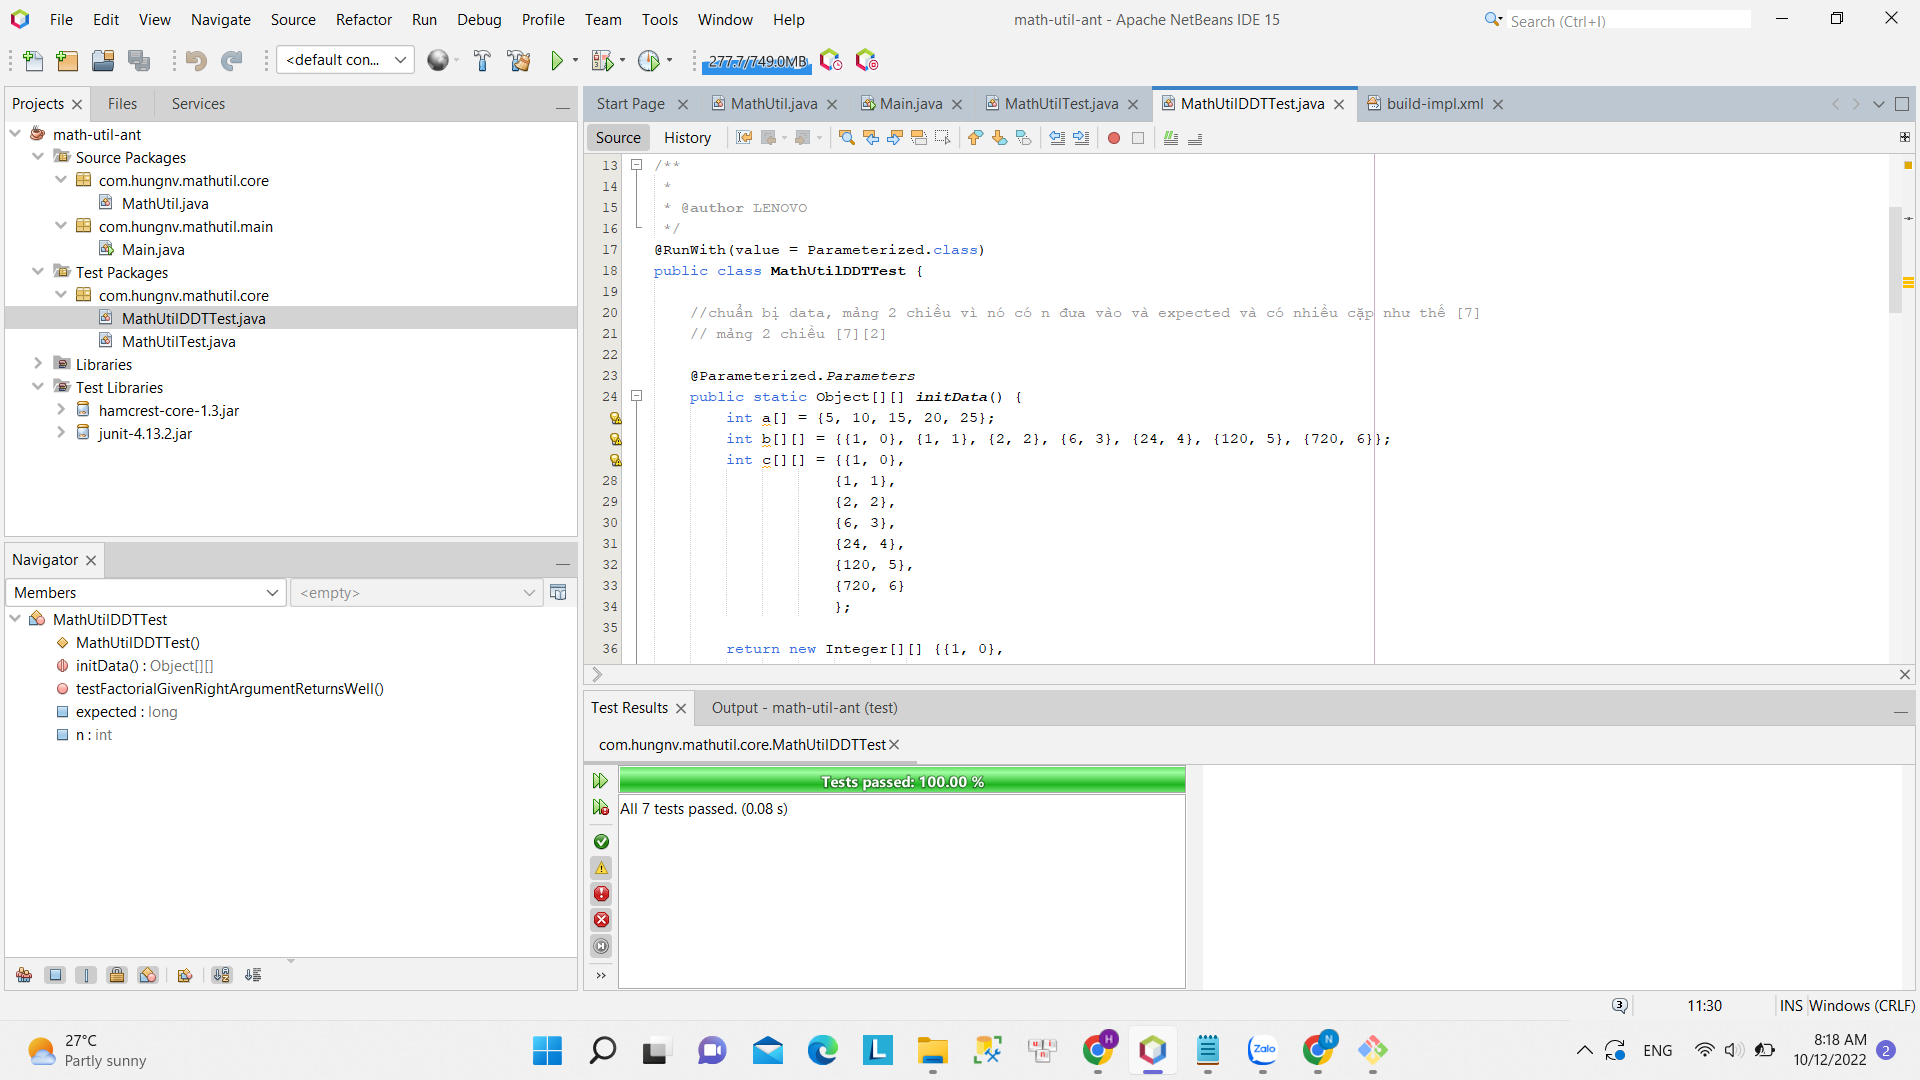 File Edit View Navigate Source Refactor Run Debug Profile Team Tools Window Help
math-util-ant - Apache NetBeans IDE 15
Search (Ctrl+I)
<default con...
277.7/749.0MB
Projects Files Services
math-util-ant
Source Packages
com.hungnv.mathutil.core
MathUtil.java
com.hungnv.mathutil.main
Main.java
Test Packages
com.hungnv.mathutil.core
MathUtilDDTTest.java
MathUtilTest.java
Libraries
Test Libraries
hamcrest-core-1.3.jar
junit-4.13.2.jar
Navigator
Members
<empty>
MathUtilDDTTest
MathUtilDDTTest()
initData() : Object[][]
testFactorialGivenRightArgumentReturnsWell()
expected : long
n : int
Start Page MathUtil.java Main.java MathUtilTest.java MathUtilDDTTest.java build-impl.xml
Source History
13 /**
14 *
15 * @author LENOVO
16 */
17 @RunWith(value = Parameterized.class)
18 public class MathUtilDDTTest {
19
20 //chuẩn bị data, mảng 2 chiều vì nó có n đưa vào và expected và có nhiều cặp như thế [7]
21 // mảng 2 chiều [7][2]
22
23 @Parameterized.Parameters
24 public static Object[][] initData() {
int a[] = {5, 10, 15, 20, 25};
int b[][] = {{1, 0}, {1, 1}, {2, 2}, {6, 3}, {24, 4}, {120, 5}, {720, 6}};
int c[][] = {{1, 0},
28 {1, 1},
29 {2, 2},
30 {6, 3},
31 {24, 4},
32 {120, 5},
33 {720, 6}
34 };
35
36 return new Integer[][] {{1, 0},
Test Results Output - math-util-ant (test)
com.hungnv.mathutil.core.MathUtilDDTTest
Tests passed: 100.00 %
All 7 tests passed. (0.08 s)
3 11:30 INS Windows (CRLF)
27°C
Partly sunny
L
H
Zalo
N
ENG
8:18 AM
10/12/2022
2